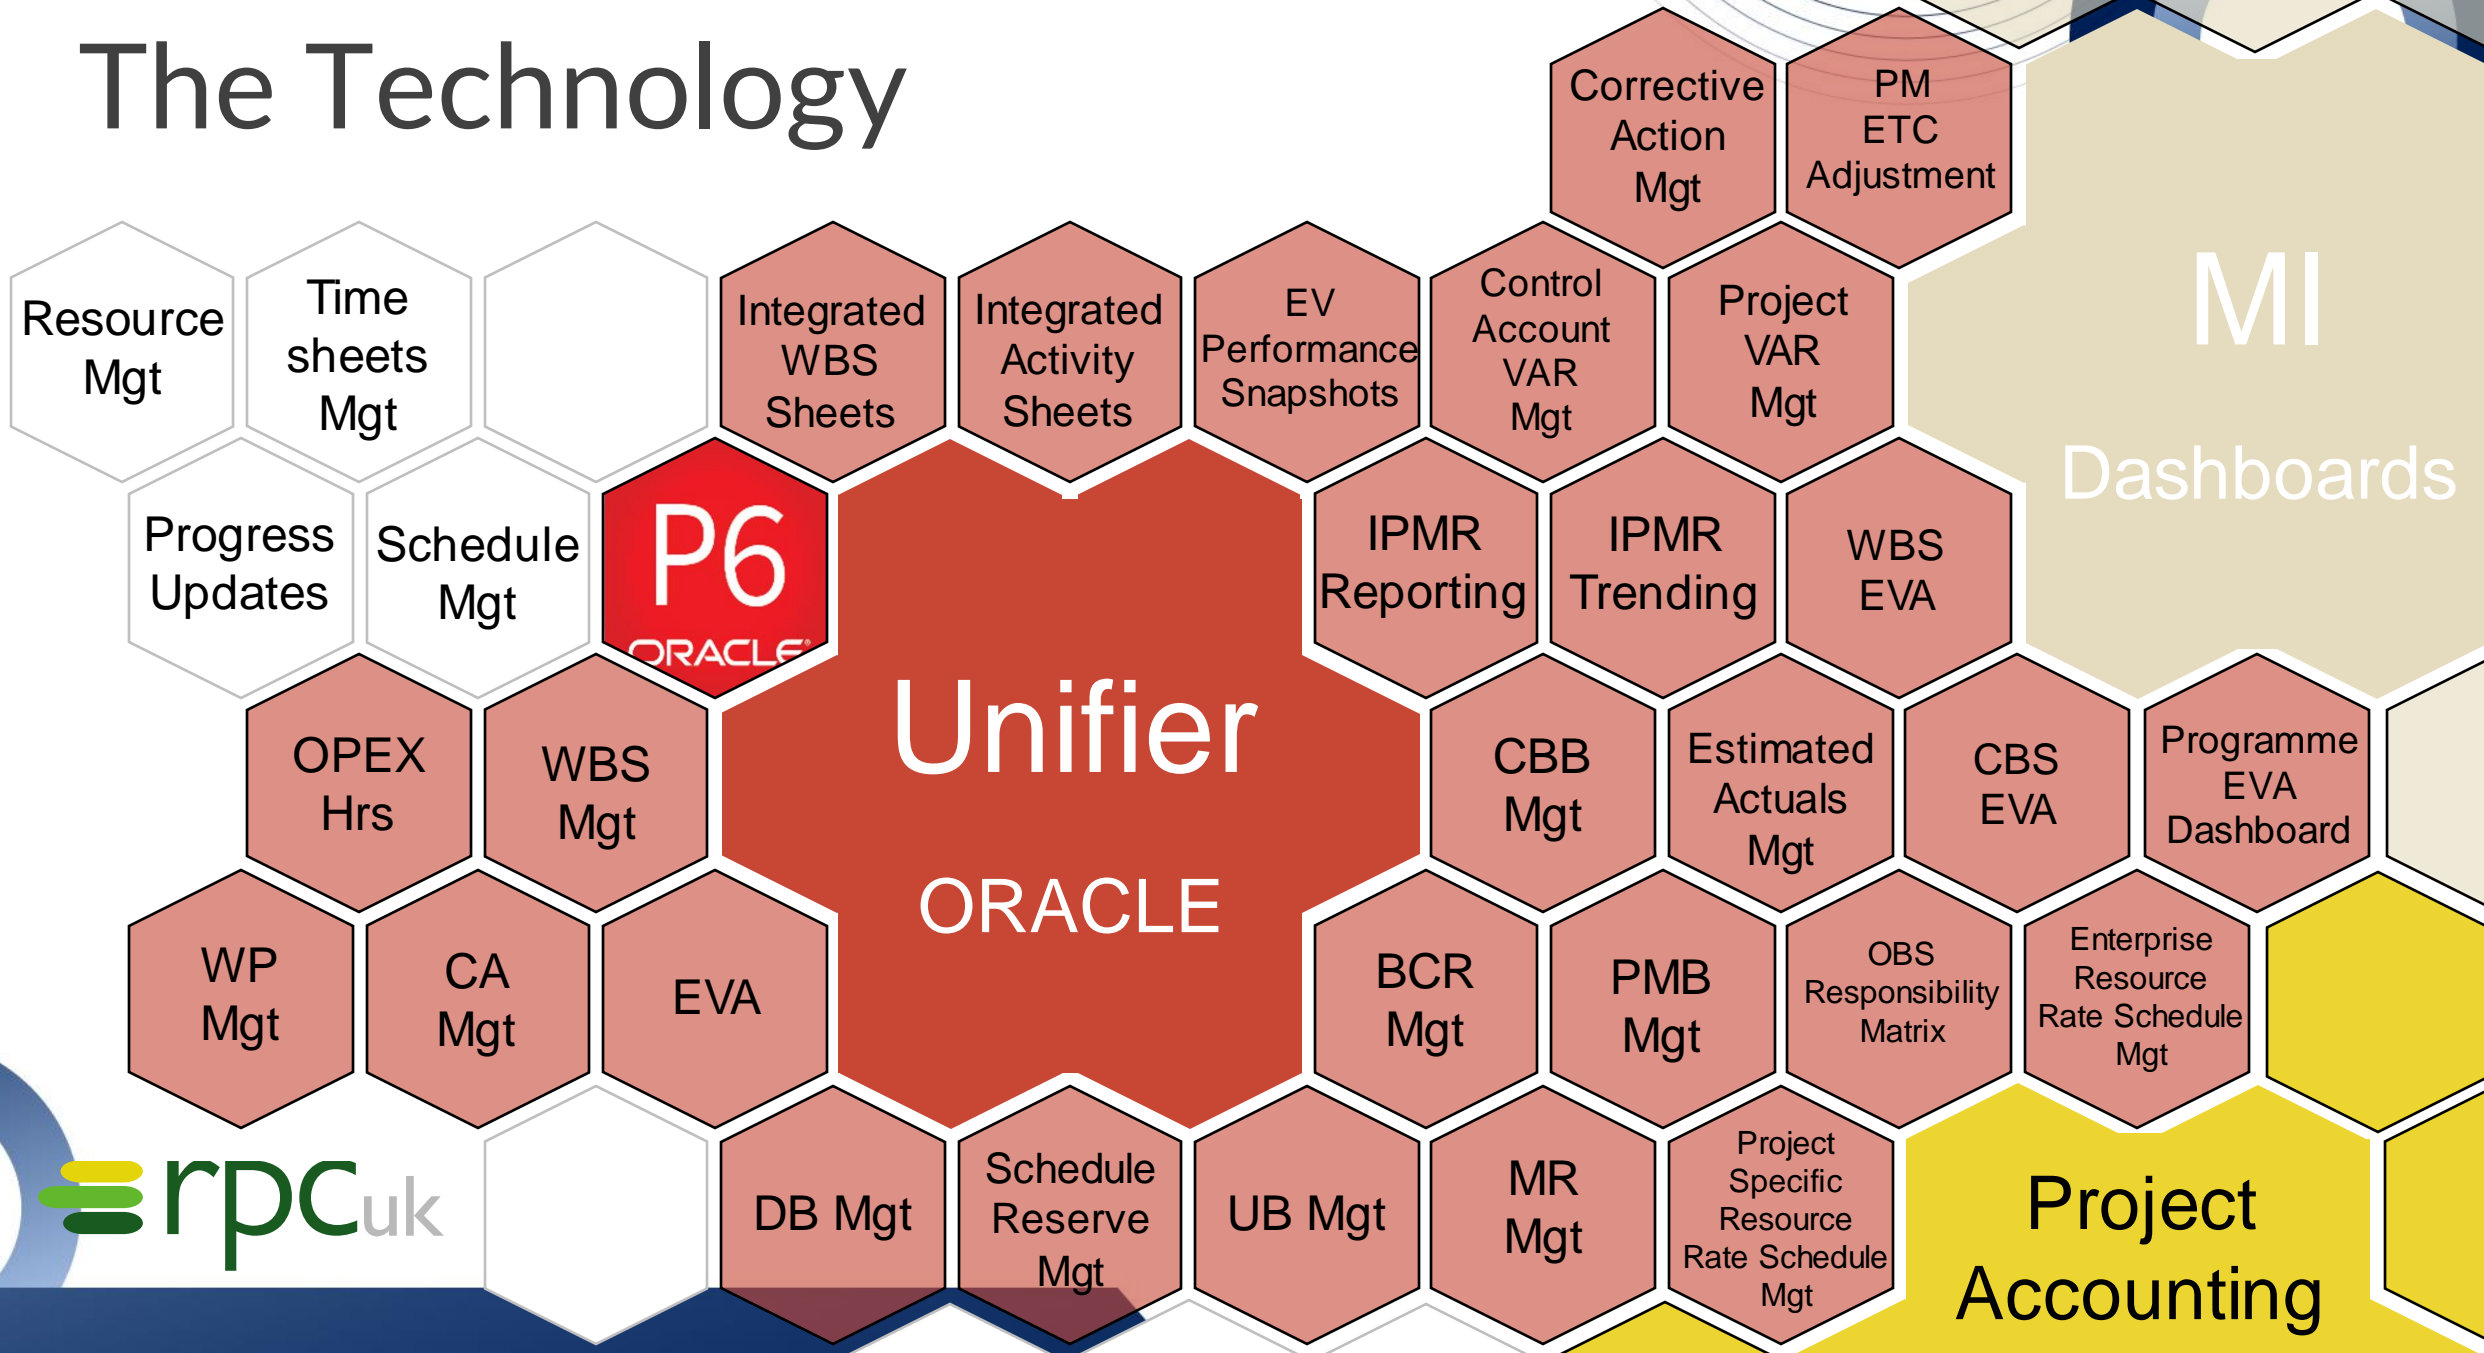 The Technology
Corrective
Action
Mgt
PM
ETC
Adjustment
MI
Dashboards
Resource
Mgt
Time
sheets
Mgt
Integrated
WBS
Sheets
Integrated
Activity
Sheets
EV
Performance
Snapshots
Control
Account
VAR
Mgt
Project
VAR
Mgt
Progress
Updates
Schedule
Mgt
P6
ORACLE
IPMR
Reporting
IPMR
Trending
WBS
EVA
OPEX
Hrs
WBS
Mgt
Unifier
ORACLE
CBB
Mgt
Estimated
Actuals
Mgt
CBS
EVA
Programme
EVA
Dashboard
WP
Mgt
CA
Mgt
EVA
BCR
Mgt
PMB
Mgt
OBS
Responsibility
Matrix
Enterprise
Resource
Rate Schedule
Mgt
rpcuk
DB Mgt
Schedule
Reserve
Mgt
UB Mgt
MR
Mgt
Project
Specific
Resource
Rate Schedule
Mgt
Project
Accounting